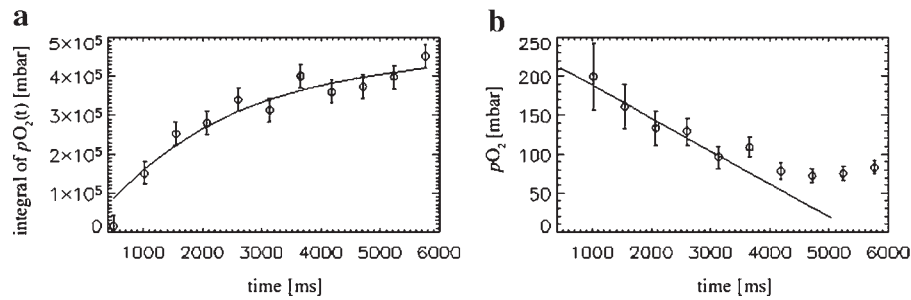 a
integral of pO₂(t) [mbar]
5×10⁵
4×10⁵
3×10⁵
2×10⁵
1×10⁵
0
1000 2000 3000 4000 5000 6000
time [ms]
b
pO₂ [mbar]
250
200
150
100
50
0
1000 2000 3000 4000 5000 6000
time [ms]